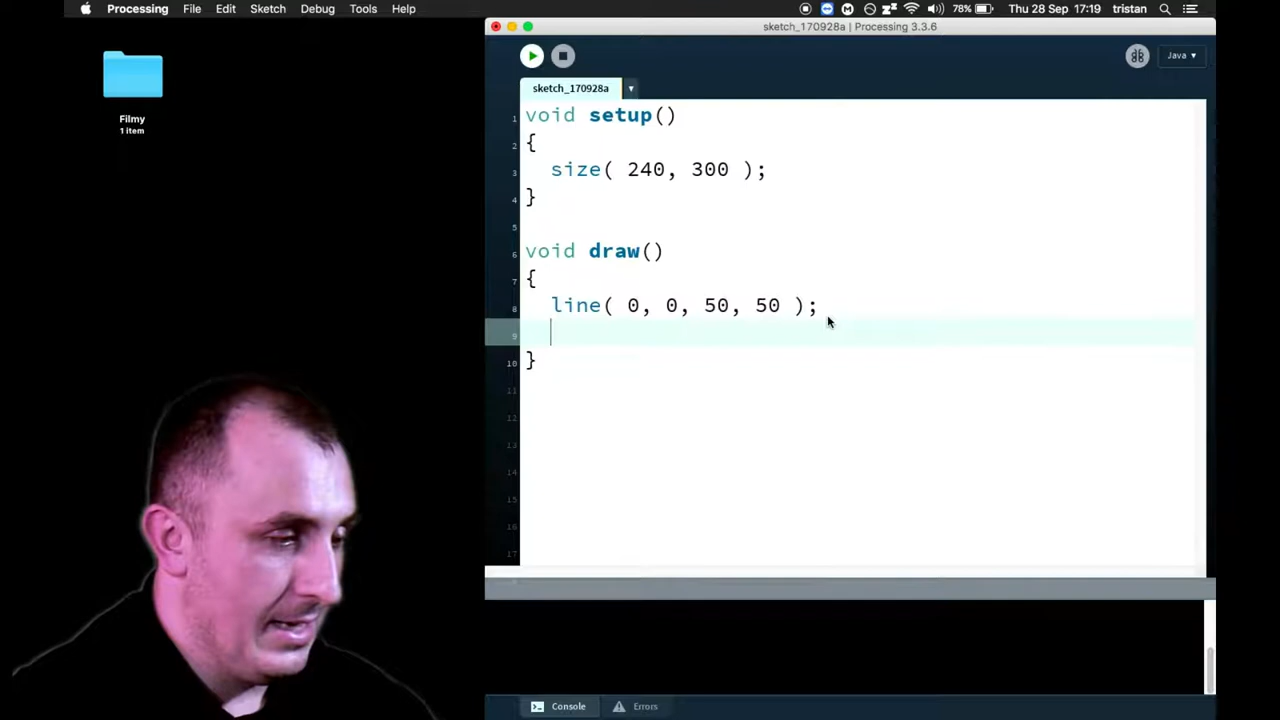 Processing File Edit Sketch Debug Tools Help 78% Thu 28 Sep 17:19 tristan
sketch_170928a | Processing 3.3.6
Java ▾
sketch_170928a ▾
Filmy
1 item
1 void setup()
2 {
3 size( 240, 300 );
4 }
5
6 void draw()
7 {
8 line( 0, 0, 50, 50 );
9
10 }
11
12
13
14
15
16
17
Console Errors